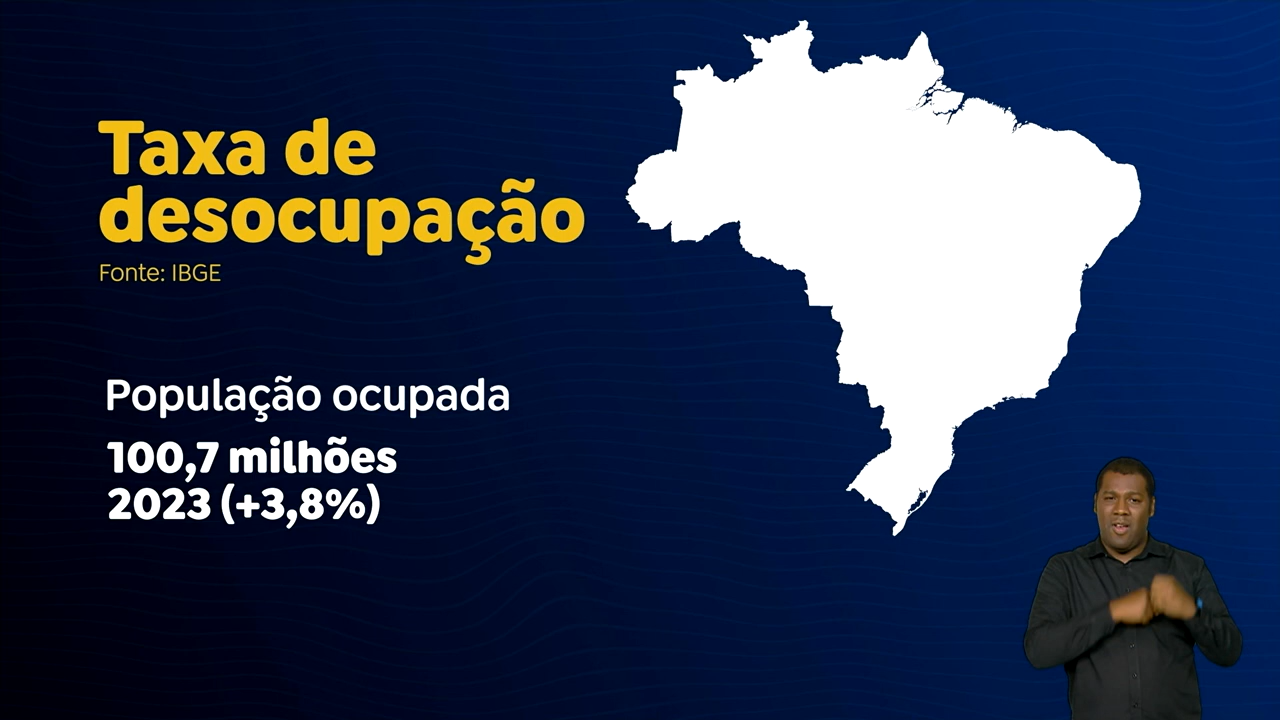 Taxa de
desocupação
Fonte: IBGE
População ocupada
100,7 milhões
2023 (+3,8%)